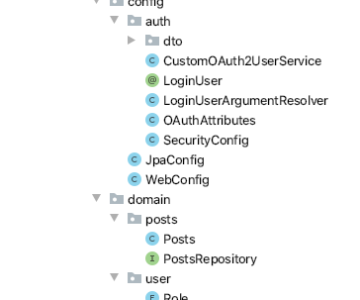 config
auth
dto
CustomOAuth2UserService
LoginUser
LoginUserArgumentResolver
OAuthAttributes
SecurityConfig
JpaConfig
WebConfig
domain
posts
Posts
PostsRepository
user
Role